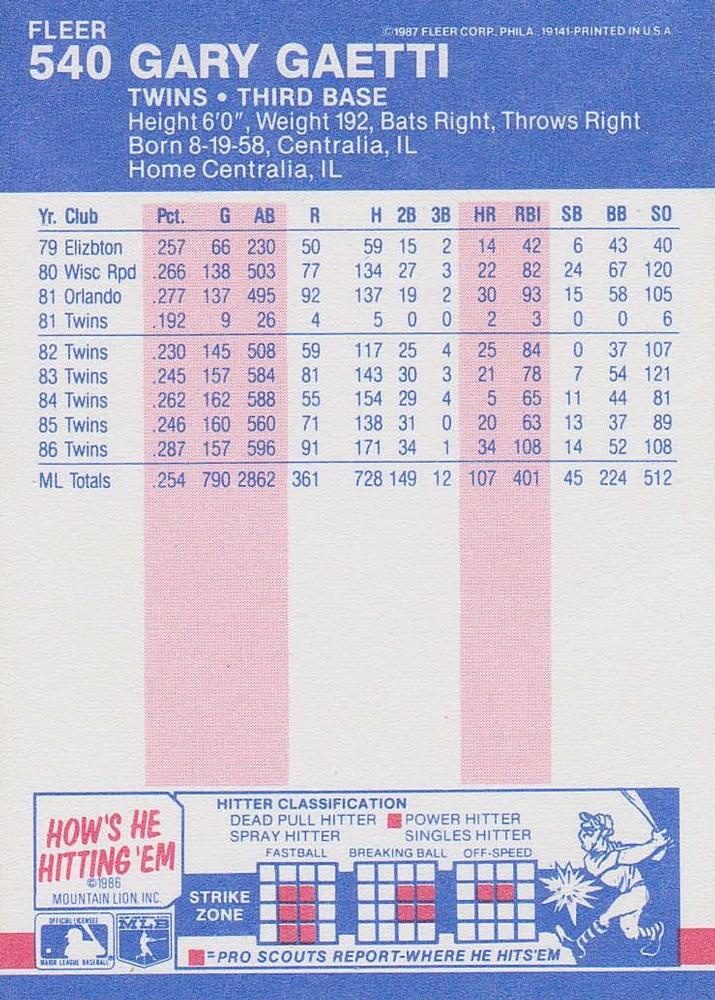 FLEER
©1987 FLEER CORP. PHILA. 19141-PRINTED IN U.S.A.
540 GARY GAETTI
TWINS • THIRD BASE
Height 6'0", Weight 192, Bats Right, Throws Right
Born 8-19-58, Centralia, IL
Home Centralia, IL
Yr. Club Pct. G AB R H 2B 3B HR RBI SB BB SO
79 Elizbton .257 66 230 50 59 15 2 14 42 6 43 40
80 Wisc Rpd .266 138 503 77 134 27 3 22 82 24 67 120
81 Orlando .277 137 495 92 137 19 2 30 93 15 58 105
81 Twins .192 9 26 4 5 0 0 2 3 0 0 6
82 Twins .230 145 508 59 117 25 4 25 84 0 37 107
83 Twins .245 157 584 81 143 30 3 21 78 7 54 121
84 Twins .262 162 588 55 154 29 4 5 65 11 44 81
85 Twins .246 160 560 71 138 31 0 20 63 13 37 89
86 Twins .287 157 596 91 171 34 1 34 108 14 52 108
ML Totals .254 790 2862 361 728 149 12 107 401 45 224 512
HOW'S HE
HITTING 'EM
©1986
MOUNTAIN LION, INC.
OFFICIAL LICENSEE
MAJOR LEAGUE BASEBALL
MLB
HITTER CLASSIFICATION
DEAD PULL HITTER POWER HITTER
SPRAY HITTER SINGLES HITTER
FASTBALL BREAKING BALL OFF-SPEED
STRIKE
ZONE
=PRO SCOUTS REPORT-WHERE HE HITS 'EM